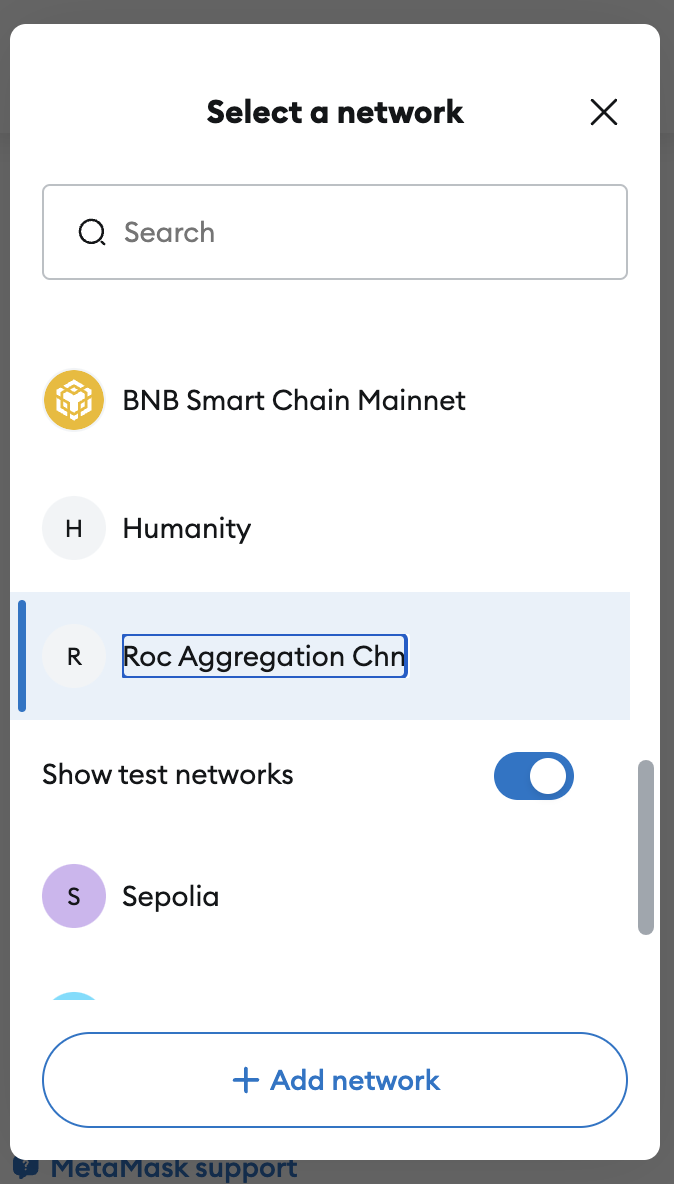 Select a network
Search
BNB Smart Chain Mainnet
H
Humanity
R
Roc Aggregation Chn
Show test networks
S
Sepolia
+ Add network
MetaMask support